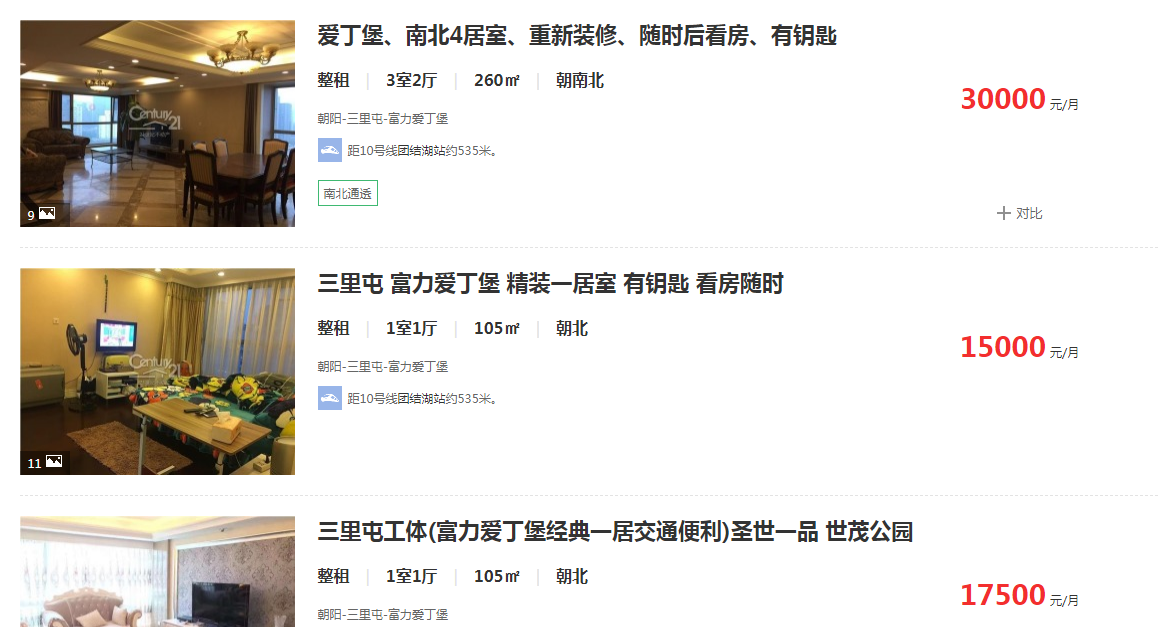 爱丁堡、南北4居室、重新装修、随时后看房、有钥匙
整租 | 3室2厅 | 260㎡ | 朝南北
30000 元/月
朝阳-三里屯-富力爱丁堡
距10号线团结湖站约535米。
南北通透
对比
Century 21
9
三里屯 富力爱丁堡 精装一居室 有钥匙 看房随时
整租 | 1室1厅 | 105㎡ | 朝北
15000 元/月
朝阳-三里屯-富力爱丁堡
距10号线团结湖站约535米。
Century 21
11
三里屯工体(富力爱丁堡经典一居交通便利)圣世一品 世茂公园
整租 | 1室1厅 | 105㎡ | 朝北
17500 元/月
朝阳-三里屯-富力爱丁堡